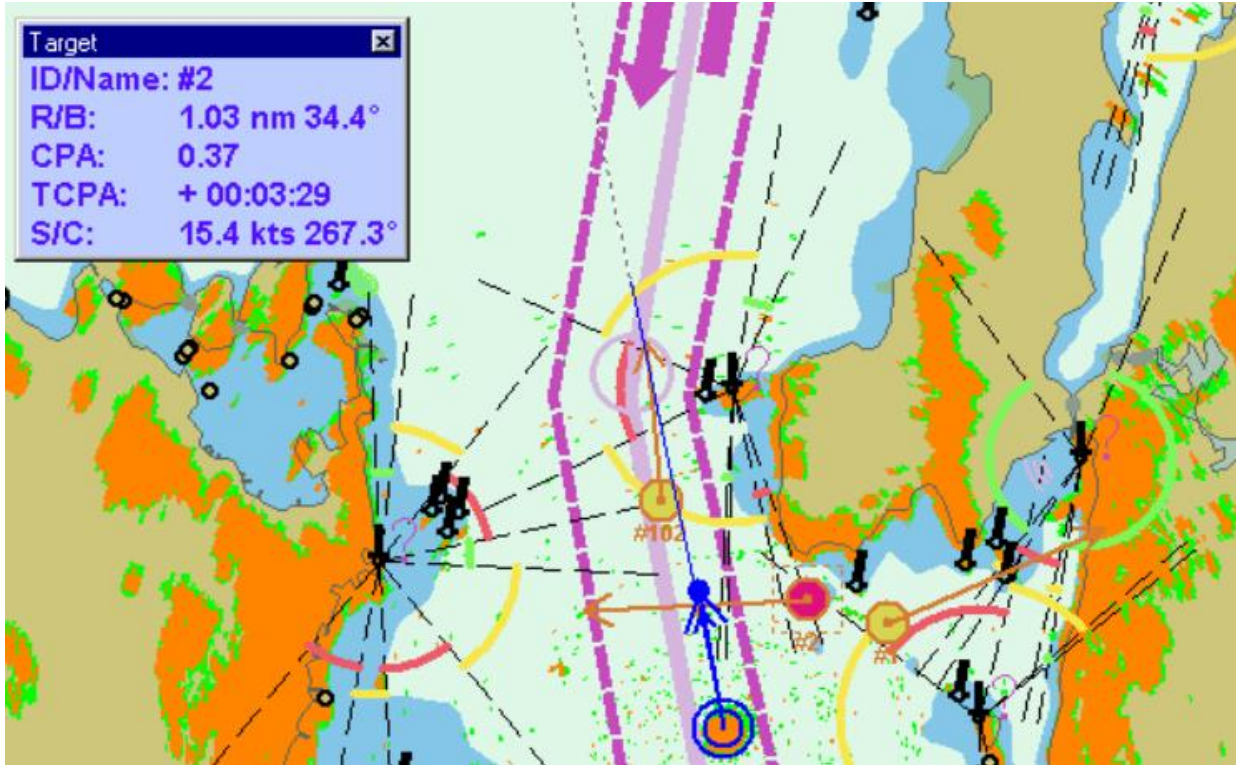 Target
ID/Name: #2
R/B: 1.03 nm 34.4°
CPA: 0.37
TCPA: + 00:03:29
S/C: 15.4 kts 267.3°
#102
#2